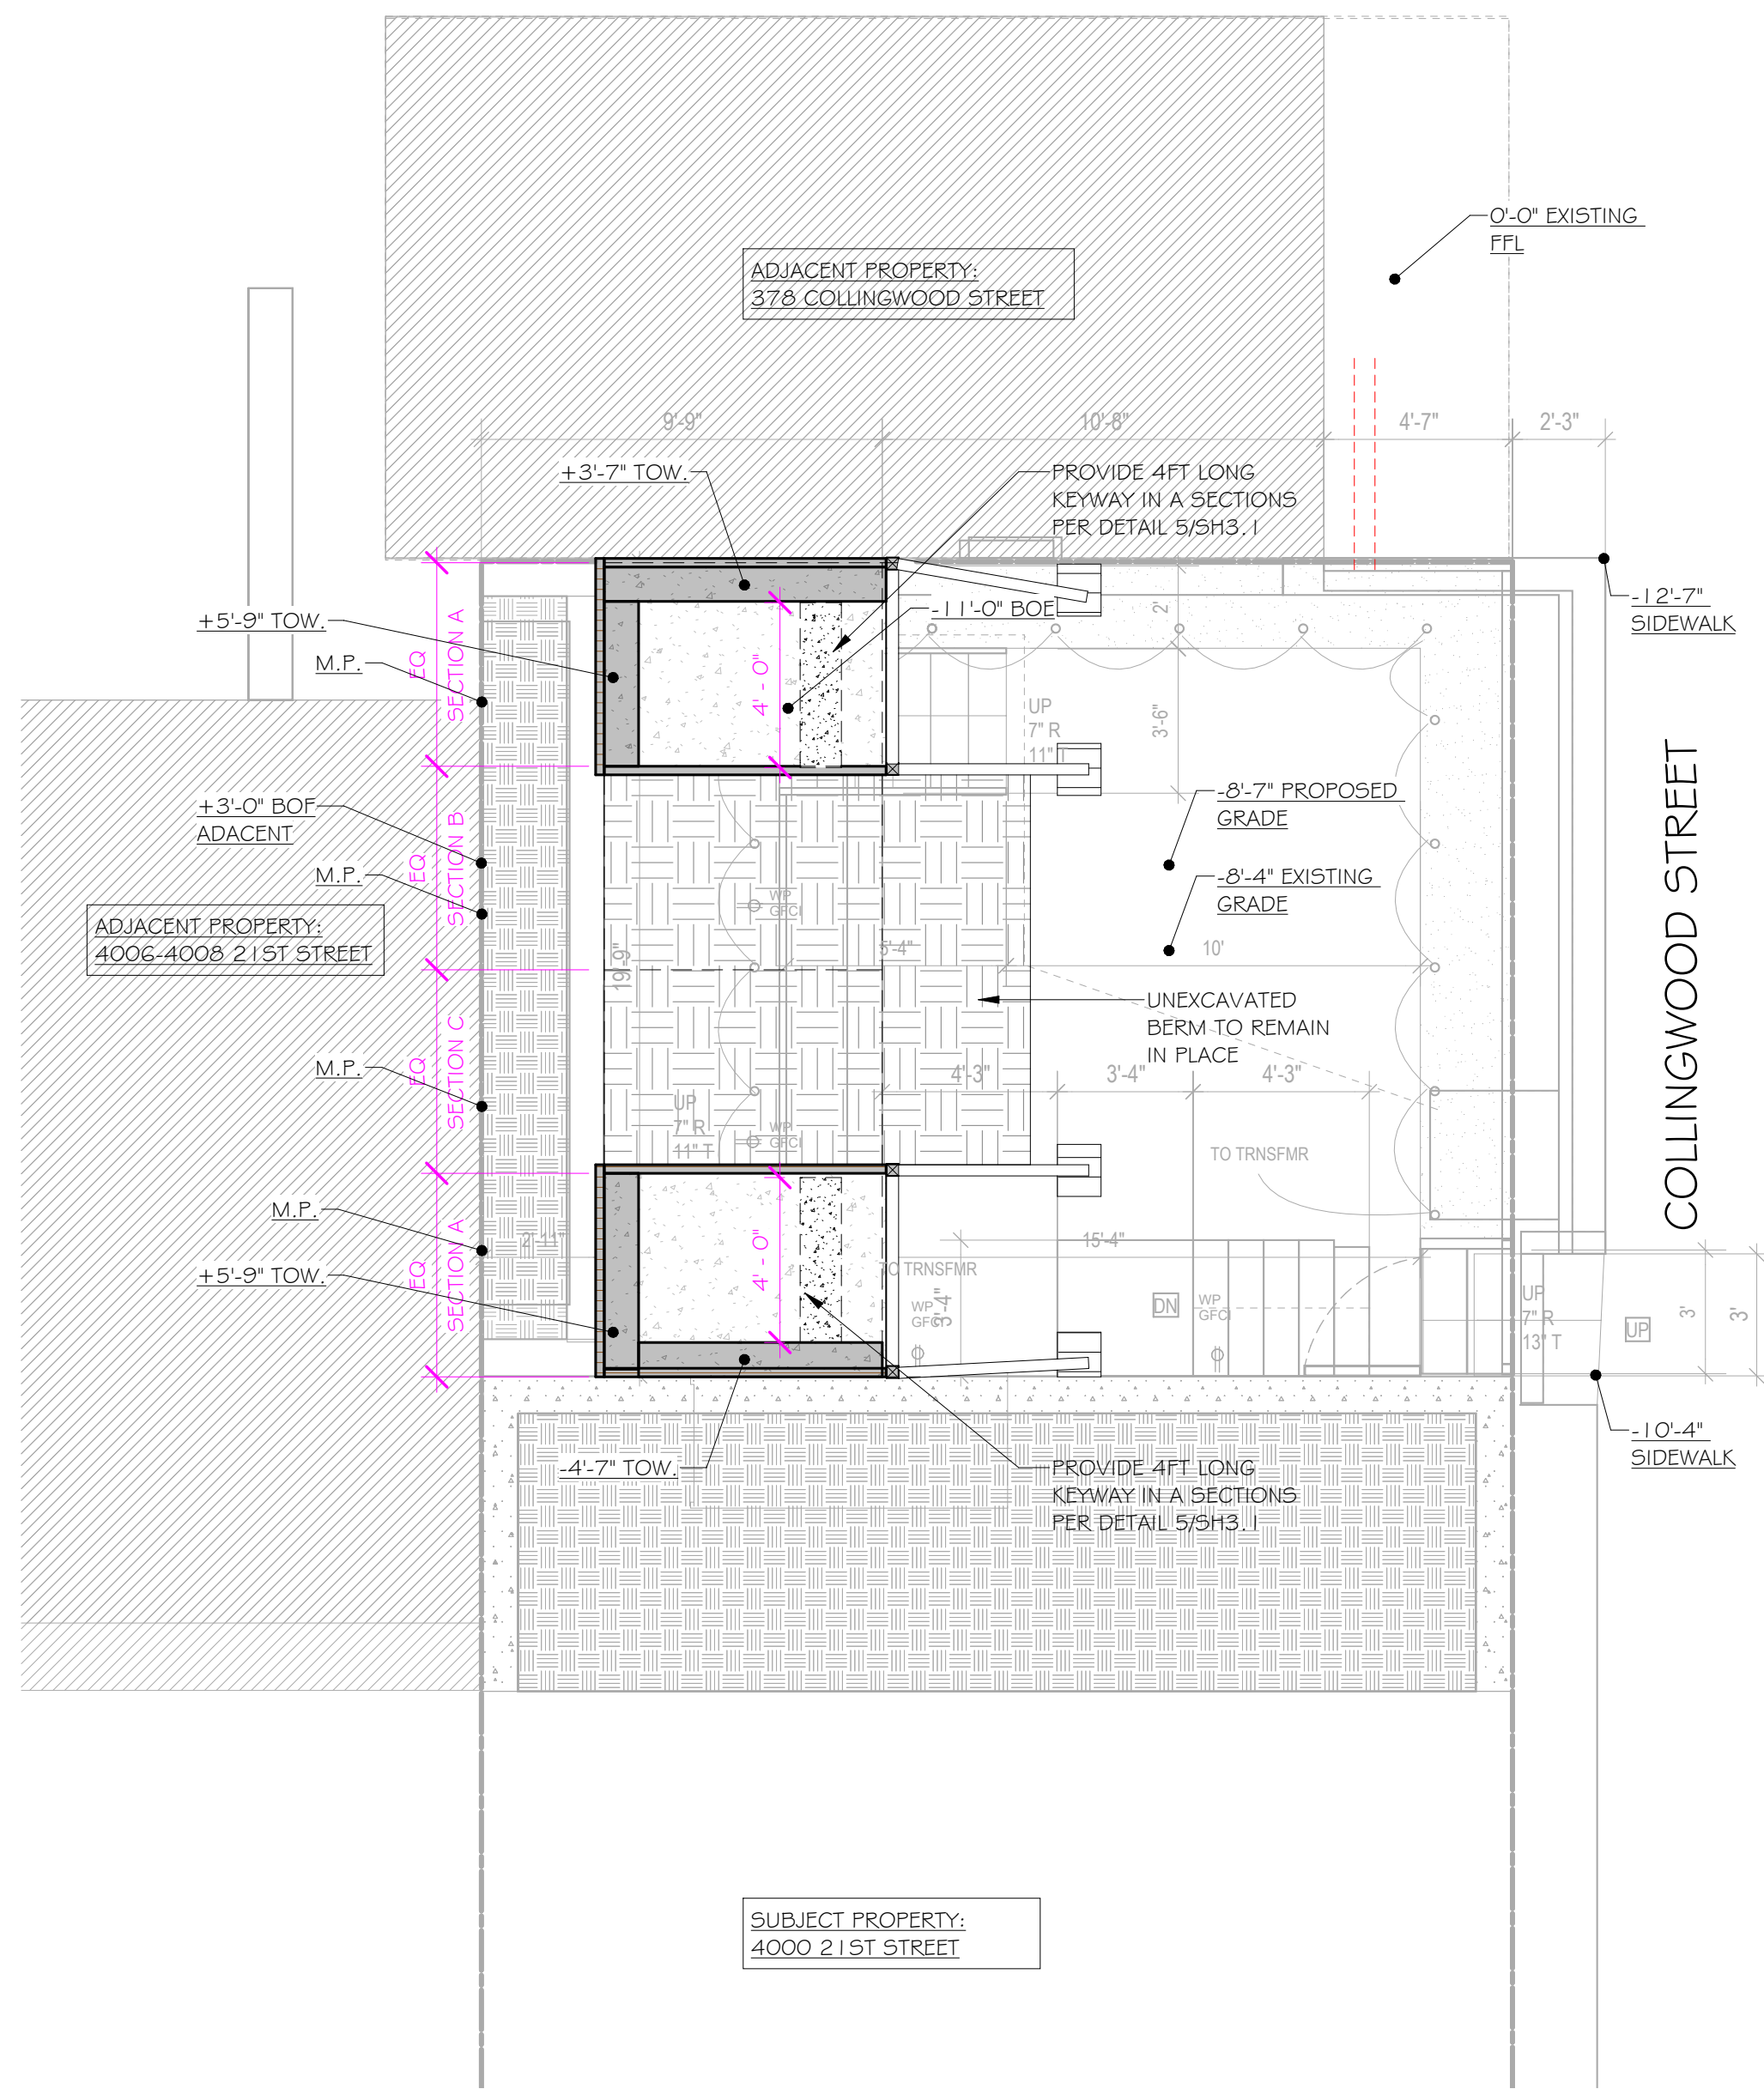 0'-0" EXISTING
FFL
ADJACENT PROPERTY:
378 COLLINGWOOD STREET
9'-9"
10'-8"
4'-7"
2'-3"
+3'-7" TOW.
PROVIDE 4FT LONG
KEYWAY IN A SECTIONS
PER DETAIL 5/SH3.1
-11'-0" BOE
2'
-12'-7"
SIDEWALK
+5'-9" TOW.
M.P.
EQ
SECTION A
4' - 0"
UP
7" R
11" T
3'-6"
+3'-0" BOF
ADACENT
M.P.
EQ
SECTION B
-8'-7" PROPOSED
GRADE
-8'-4" EXISTING
GRADE
WP
GFCI
ADJACENT PROPERTY:
4006-4008 21ST STREET
19'-9"
5'-4"
10'
COLLINGWOOD STREET
UNEXCAVATED
BERM TO REMAIN
IN PLACE
M.P.
EQ
SECTION C
4'-3"
3'-4"
4'-3"
UP
7" R
11" T
WP
GFCI
TO TRNSFMR
M.P.
EQ
SECTION A
2'-11"
4' - 0"
15'-4"
TO TRNSFMR
+5'-9" TOW.
WP
GFCI
3'-4"
DN
WP
GFCI
UP
7" R
13" T
UP
3'
3'
-10'-4"
SIDEWALK
-4'-7" TOW.
PROVIDE 4FT LONG
KEYWAY IN A SECTIONS
PER DETAIL 5/SH3.1
SUBJECT PROPERTY:
4000 21ST STREET